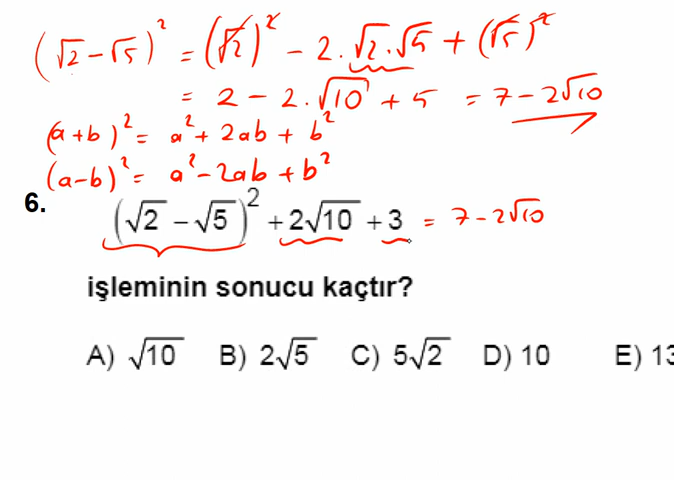 (√2 − √5)² = (√2)² − 2.√2.√5 + (√5)²
= 2 − 2.√10 + 5 = 7 − 2√10
(a+b)² = a² + 2ab + b²
(a−b)² = a² − 2ab + b²
6.
(√2 − √5)² + 2√10 + 3 = 7 − 2√10
işleminin sonucu kaçtır?
A) √10 B) 2√5 C) 5√2 D) 10 E) 13